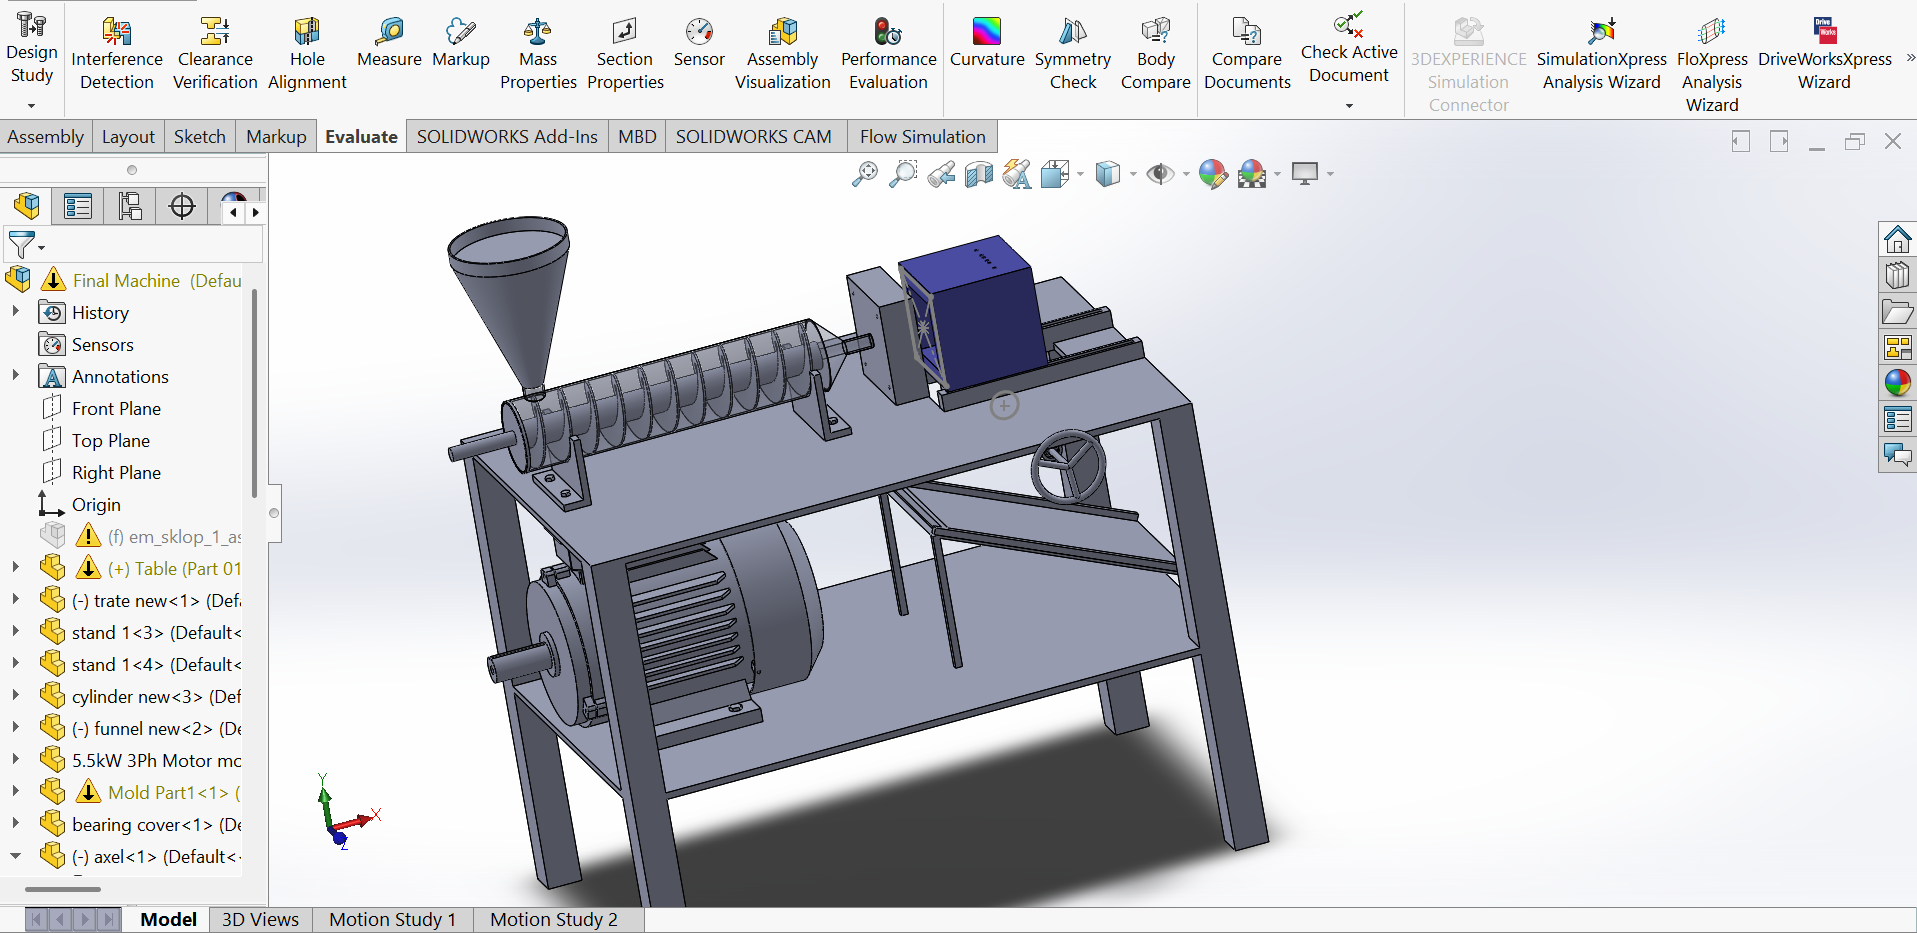 Design Study
Interference Detection
Clearance Verification
Hole Alignment
Measure
Markup
Mass Properties
Section Properties
Sensor
Assembly Visualization
Performance Evaluation
Curvature
Symmetry Check
Body Compare
Compare Documents
Check Active Document
3DEXPERIENCE Simulation Connector
SimulationXpress Analysis Wizard
FloXpress Analysis Wizard
DriveWorksXpress Wizard
»
Assembly
Layout
Sketch
Markup
Evaluate
SOLIDWORKS Add-Ins
MBD
SOLIDWORKS CAM
Flow Simulation
Final Machine (Defau
History
Sensors
Annotations
Front Plane
Top Plane
Right Plane
Origin
(f) em_sklop_1_as
(+) Table (Part 01
(-) trate new<1> (Defa
stand 1<3> (Default<
stand 1<4> (Default<
cylinder new<3> (Def
(-) funnel new<2> (De
5.5kW 3Ph Motor mo
Mold Part1<1> (
bearing cover<1> (De
(-) axel<1> (Default<
Y
X
Z
Model
3D Views
Motion Study 1
Motion Study 2